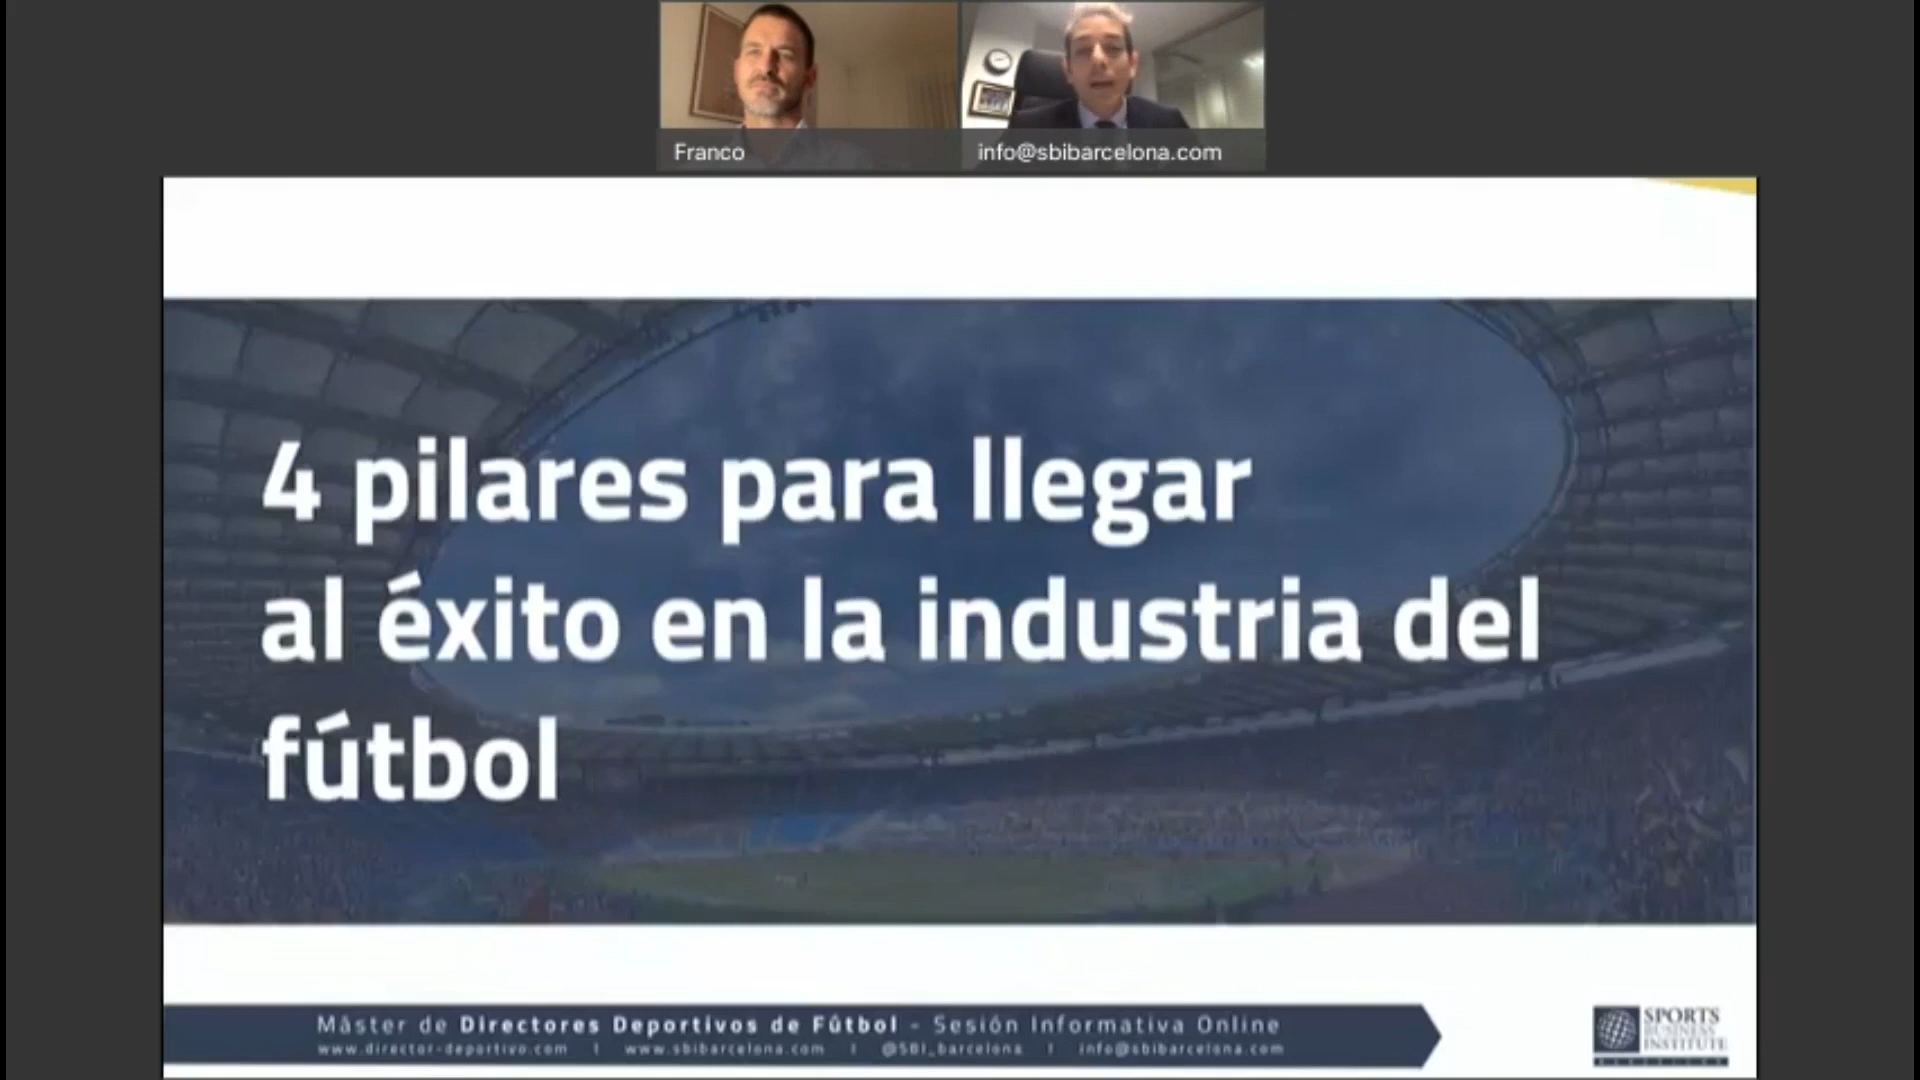 Franco
info@sbibarcelona.com
4 pilares para llegar
al éxito en la industria del
fútbol
Máster de Directores Deportivos de Fútbol - Sesión Informativa Online
www.director-deportivo.com | www.sbibarcelona.com | @SBI_barcelona | info@sbibarcelona.com
SPORTS
BUSINESS
INSTITUTE
BARCELONA